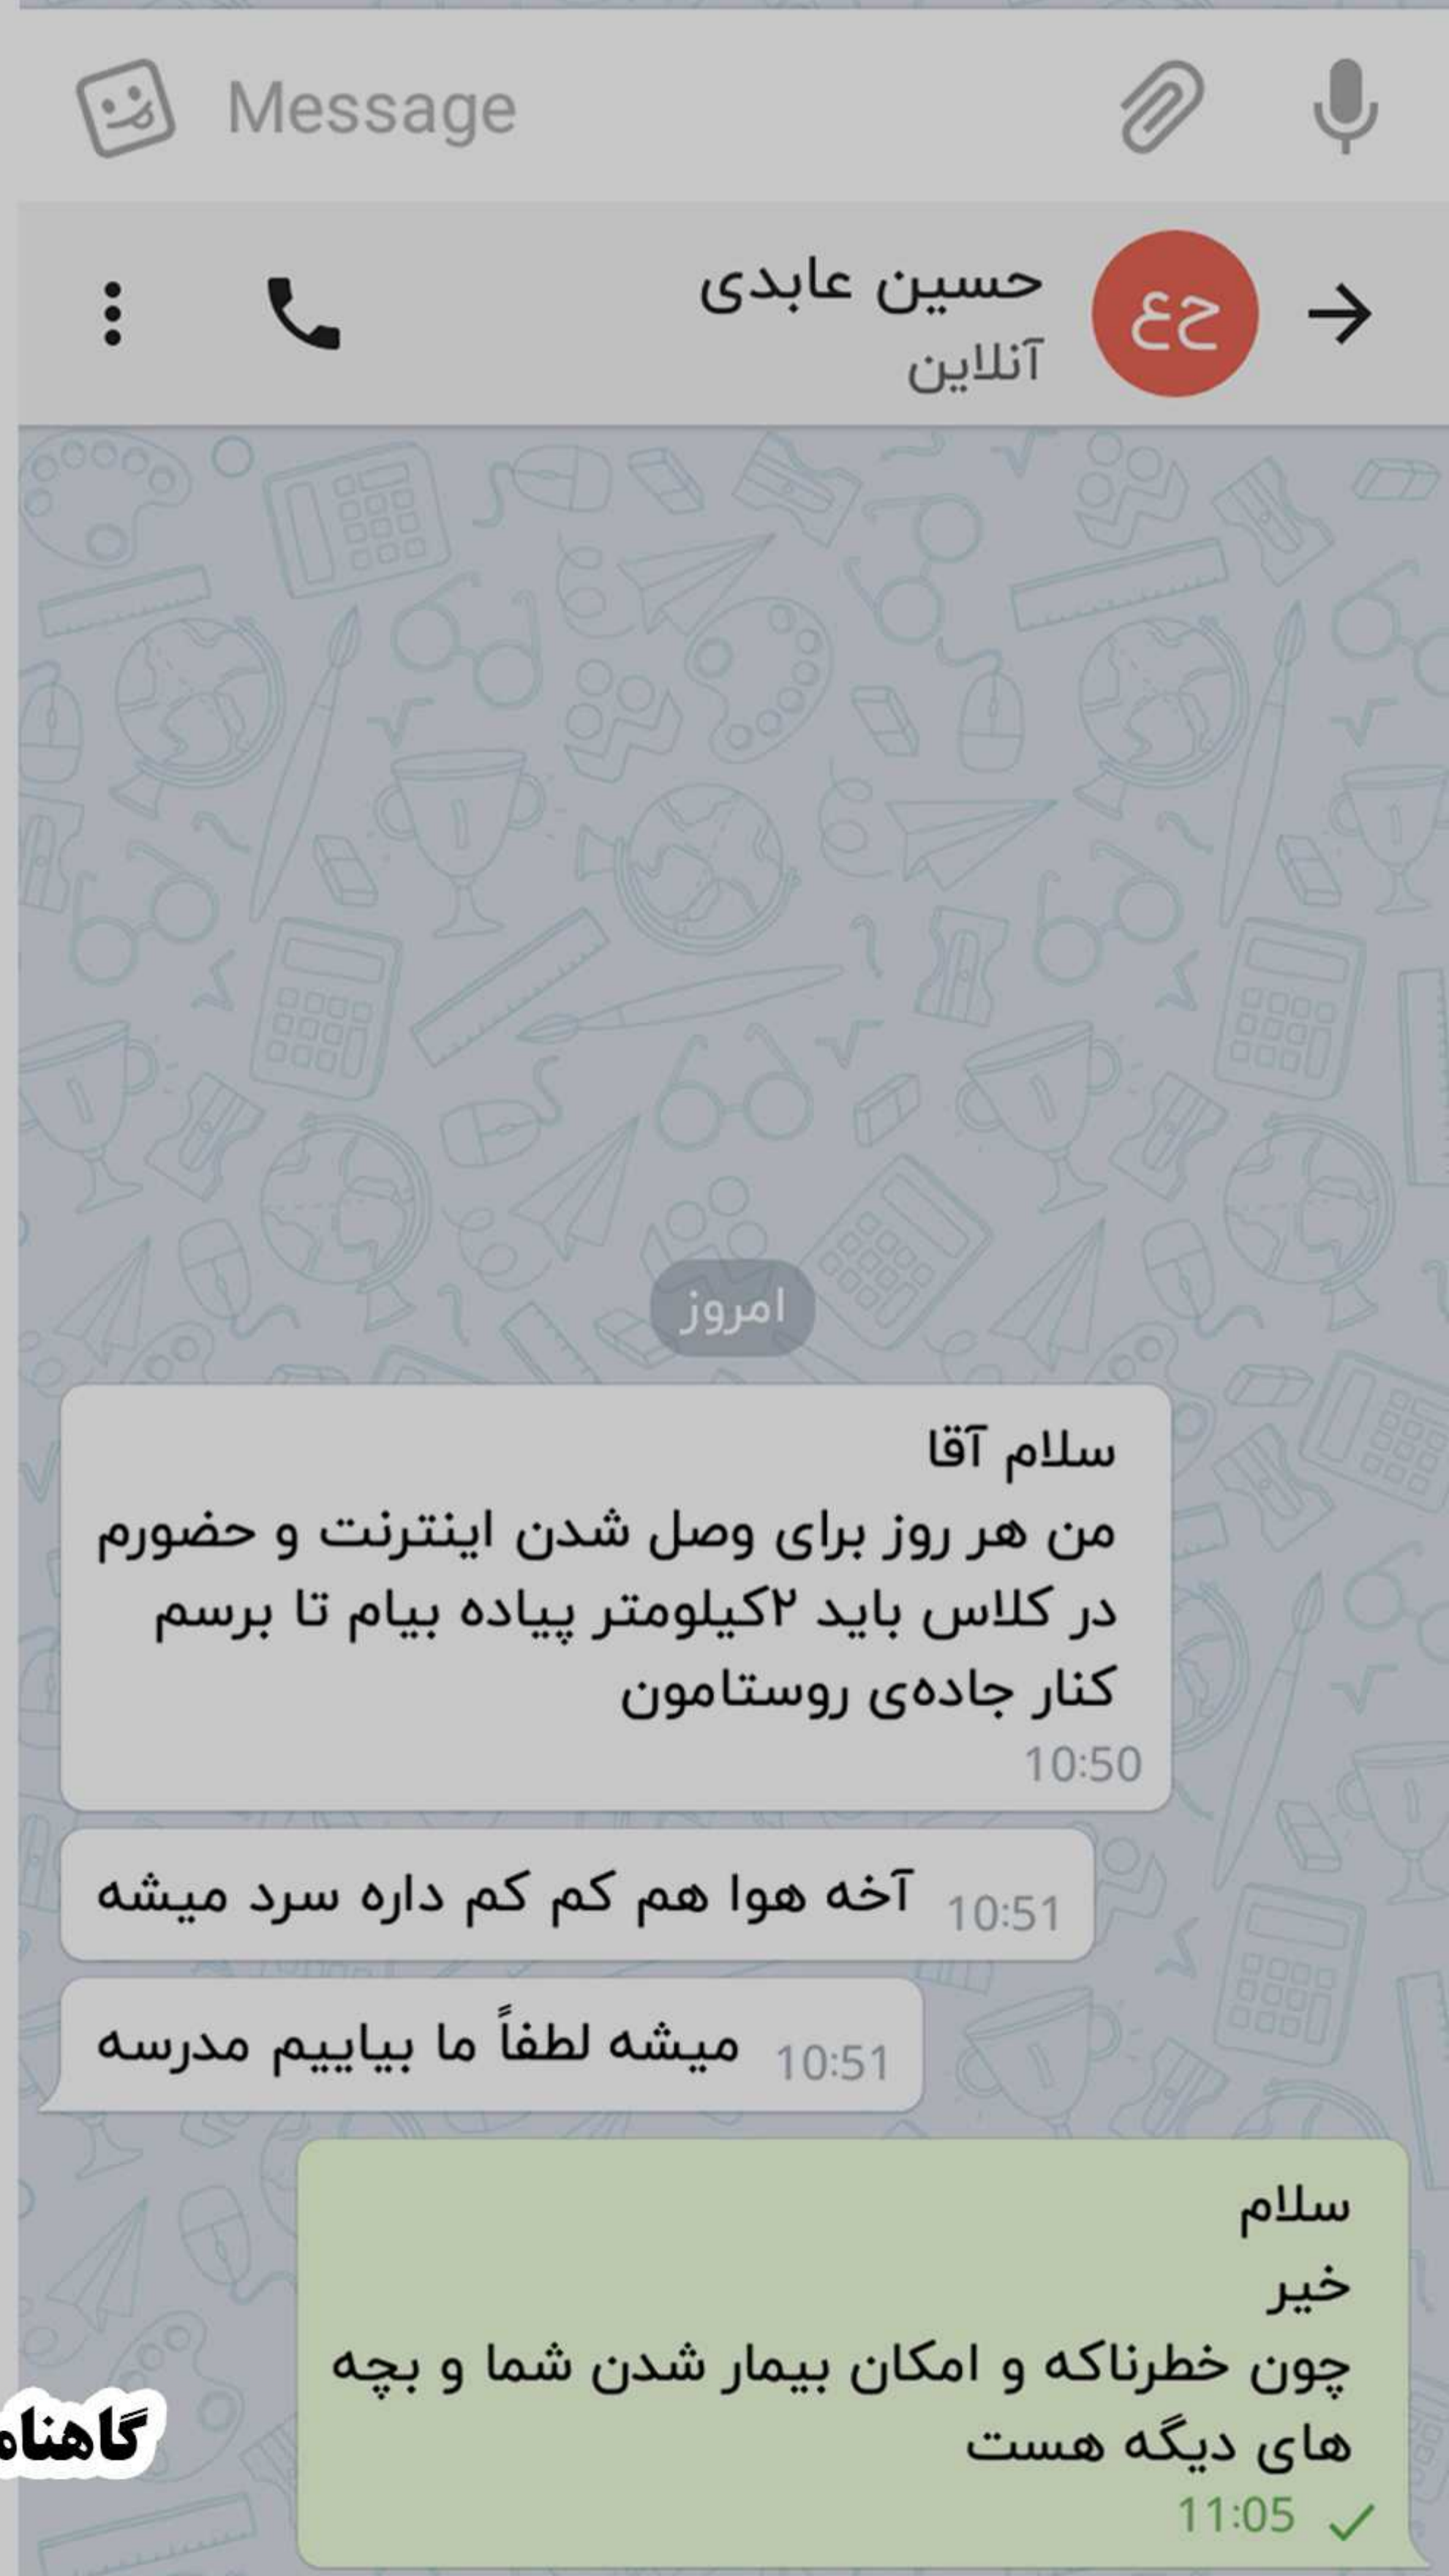 Message
حسین عابدی
ح‌ع
آنلاین
امروز
سلام آقا
من هر روز برای وصل شدن اینترنت و حضورم
در کلاس باید ۲کیلومتر پیاده بیام تا برسم
کنار جاده‌ی روستامون
10:50
آخه هوا هم کم کم داره سرد میشه
10:51
میشه لطفاً ما بیاییم مدرسه
10:51
سلام
خیر
چون خطرناکه و امکان بیمار شدن شما و بچه
های دیگه هست
11:05